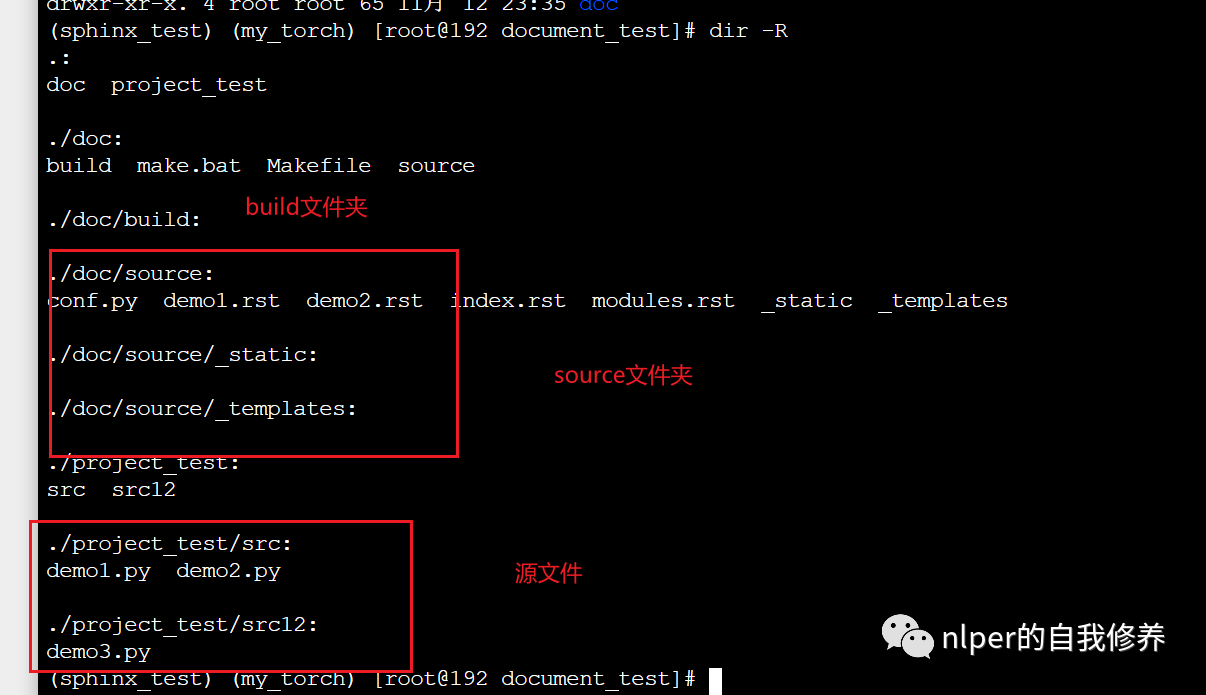 drwxr-xr-x. 4 root root 65 11月 12 23:35 doc
(sphinx_test) (my_torch) [root@192 document_test]# dir -R
.:
doc  project_test
./doc:
build  make.bat  Makefile  source
build文件夹
./doc/build:
./doc/source:
conf.py  demo1.rst  demo2.rst  index.rst  modules.rst  _static  _templates
./doc/source/_static:
source文件夹
./doc/source/_templates:
./project_test:
src  src12
./project_test/src:
demo1.py  demo2.py
源文件
./project_test/src12:
nlper的自我修养
demo3.py
(sphinx_test) (my_torch) [root@192 document_test]#